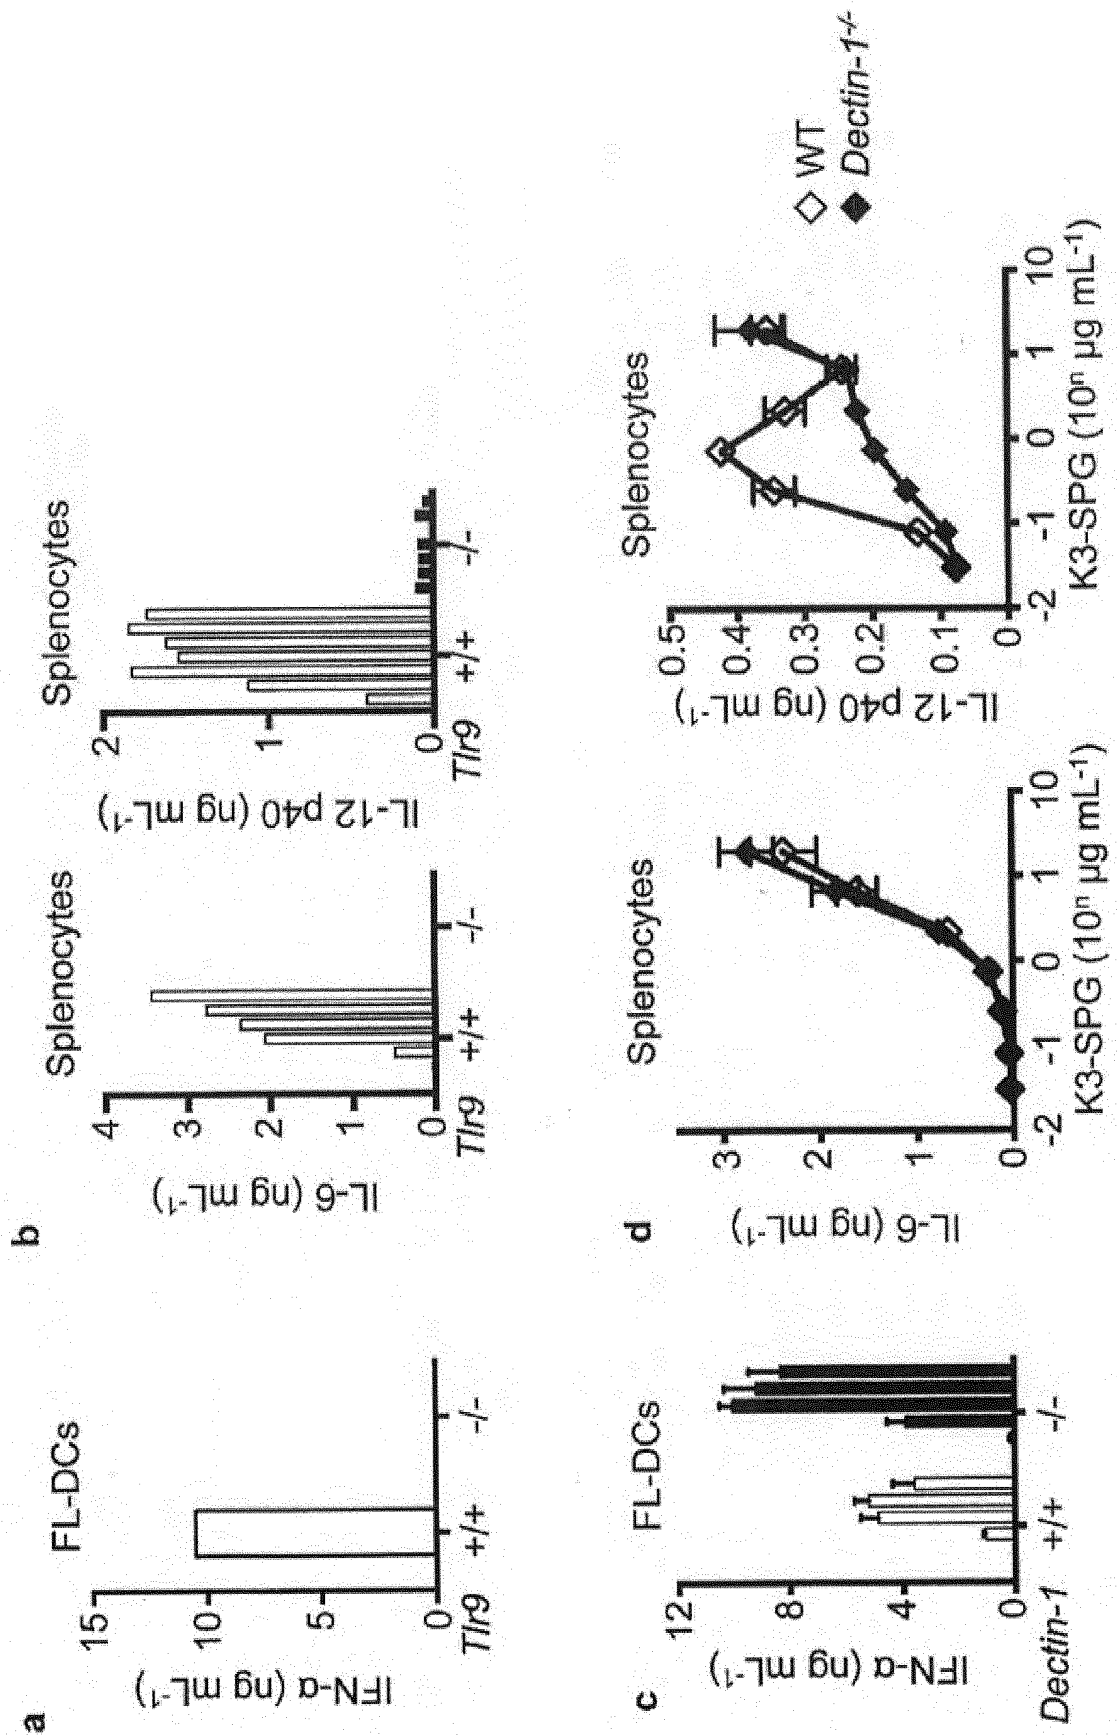 a
FL-DCs
IFN-α (ng mL-1)
15
10
5
0
Tlr9
+/+
-/-
b
Splenocytes
IL-6 (ng mL-1)
4
3
2
1
0
Tlr9
+/+
-/-
Splenocytes
IL-12 p40 (ng mL-1)
2
1
0
Tlr9
+/+
-/-
c
FL-DCs
IFN-α (ng mL-1)
12
8
4
0
Dectin-1
+/+
-/-
d
Splenocytes
IL-6 (ng mL-1)
3
2
1
0
-2
-1
0
1
10
K3-SPG (10ⁿ µg mL-1)
Splenocytes
IL-12 p40 (ng mL-1)
0.5
0.4
0.3
0.2
0.1
0
-2
-1
0
1
10
K3-SPG (10ⁿ µg mL-1)
WT
Dectin-1-/-